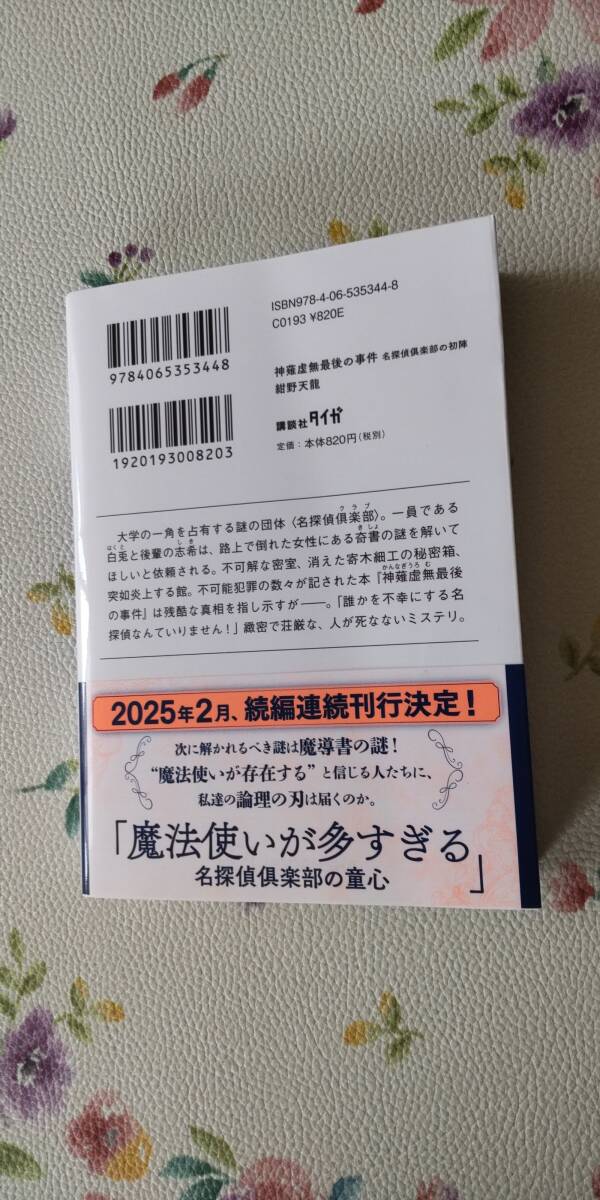 ISBN978-4-06-535344-8
C0193 ¥820E
9784065353448
1920193008203
神薙虚無最後の事件 名探偵倶楽部の初陣
紺野天龍
講談社タイガ
定価:本体820円(税別)
大学の一角を占有する謎の団体〈名探偵倶楽部〉。一員である
白兎と後輩の志希は、路上で倒れた女性にある奇書の謎を解いて
ほしいと依頼される。不可解な密室、消えた寄木細工の秘密箱、
突如炎上する館。不可能犯罪の数々が記された本『神薙虚無最後
の事件』は残酷な真相を指し示すが――。「誰かを不幸にする名
探偵なんていりません!」緻密で荘厳な、人が死なないミステリ。
2025年2月、続編連続刊行決定!
次に解かれるべき謎は魔導書の謎!
“魔法使いが存在する”と信じる人たちに、
私達の論理の刃は届くのか。
「魔法使いが多すぎる
名探偵倶楽部の童心」